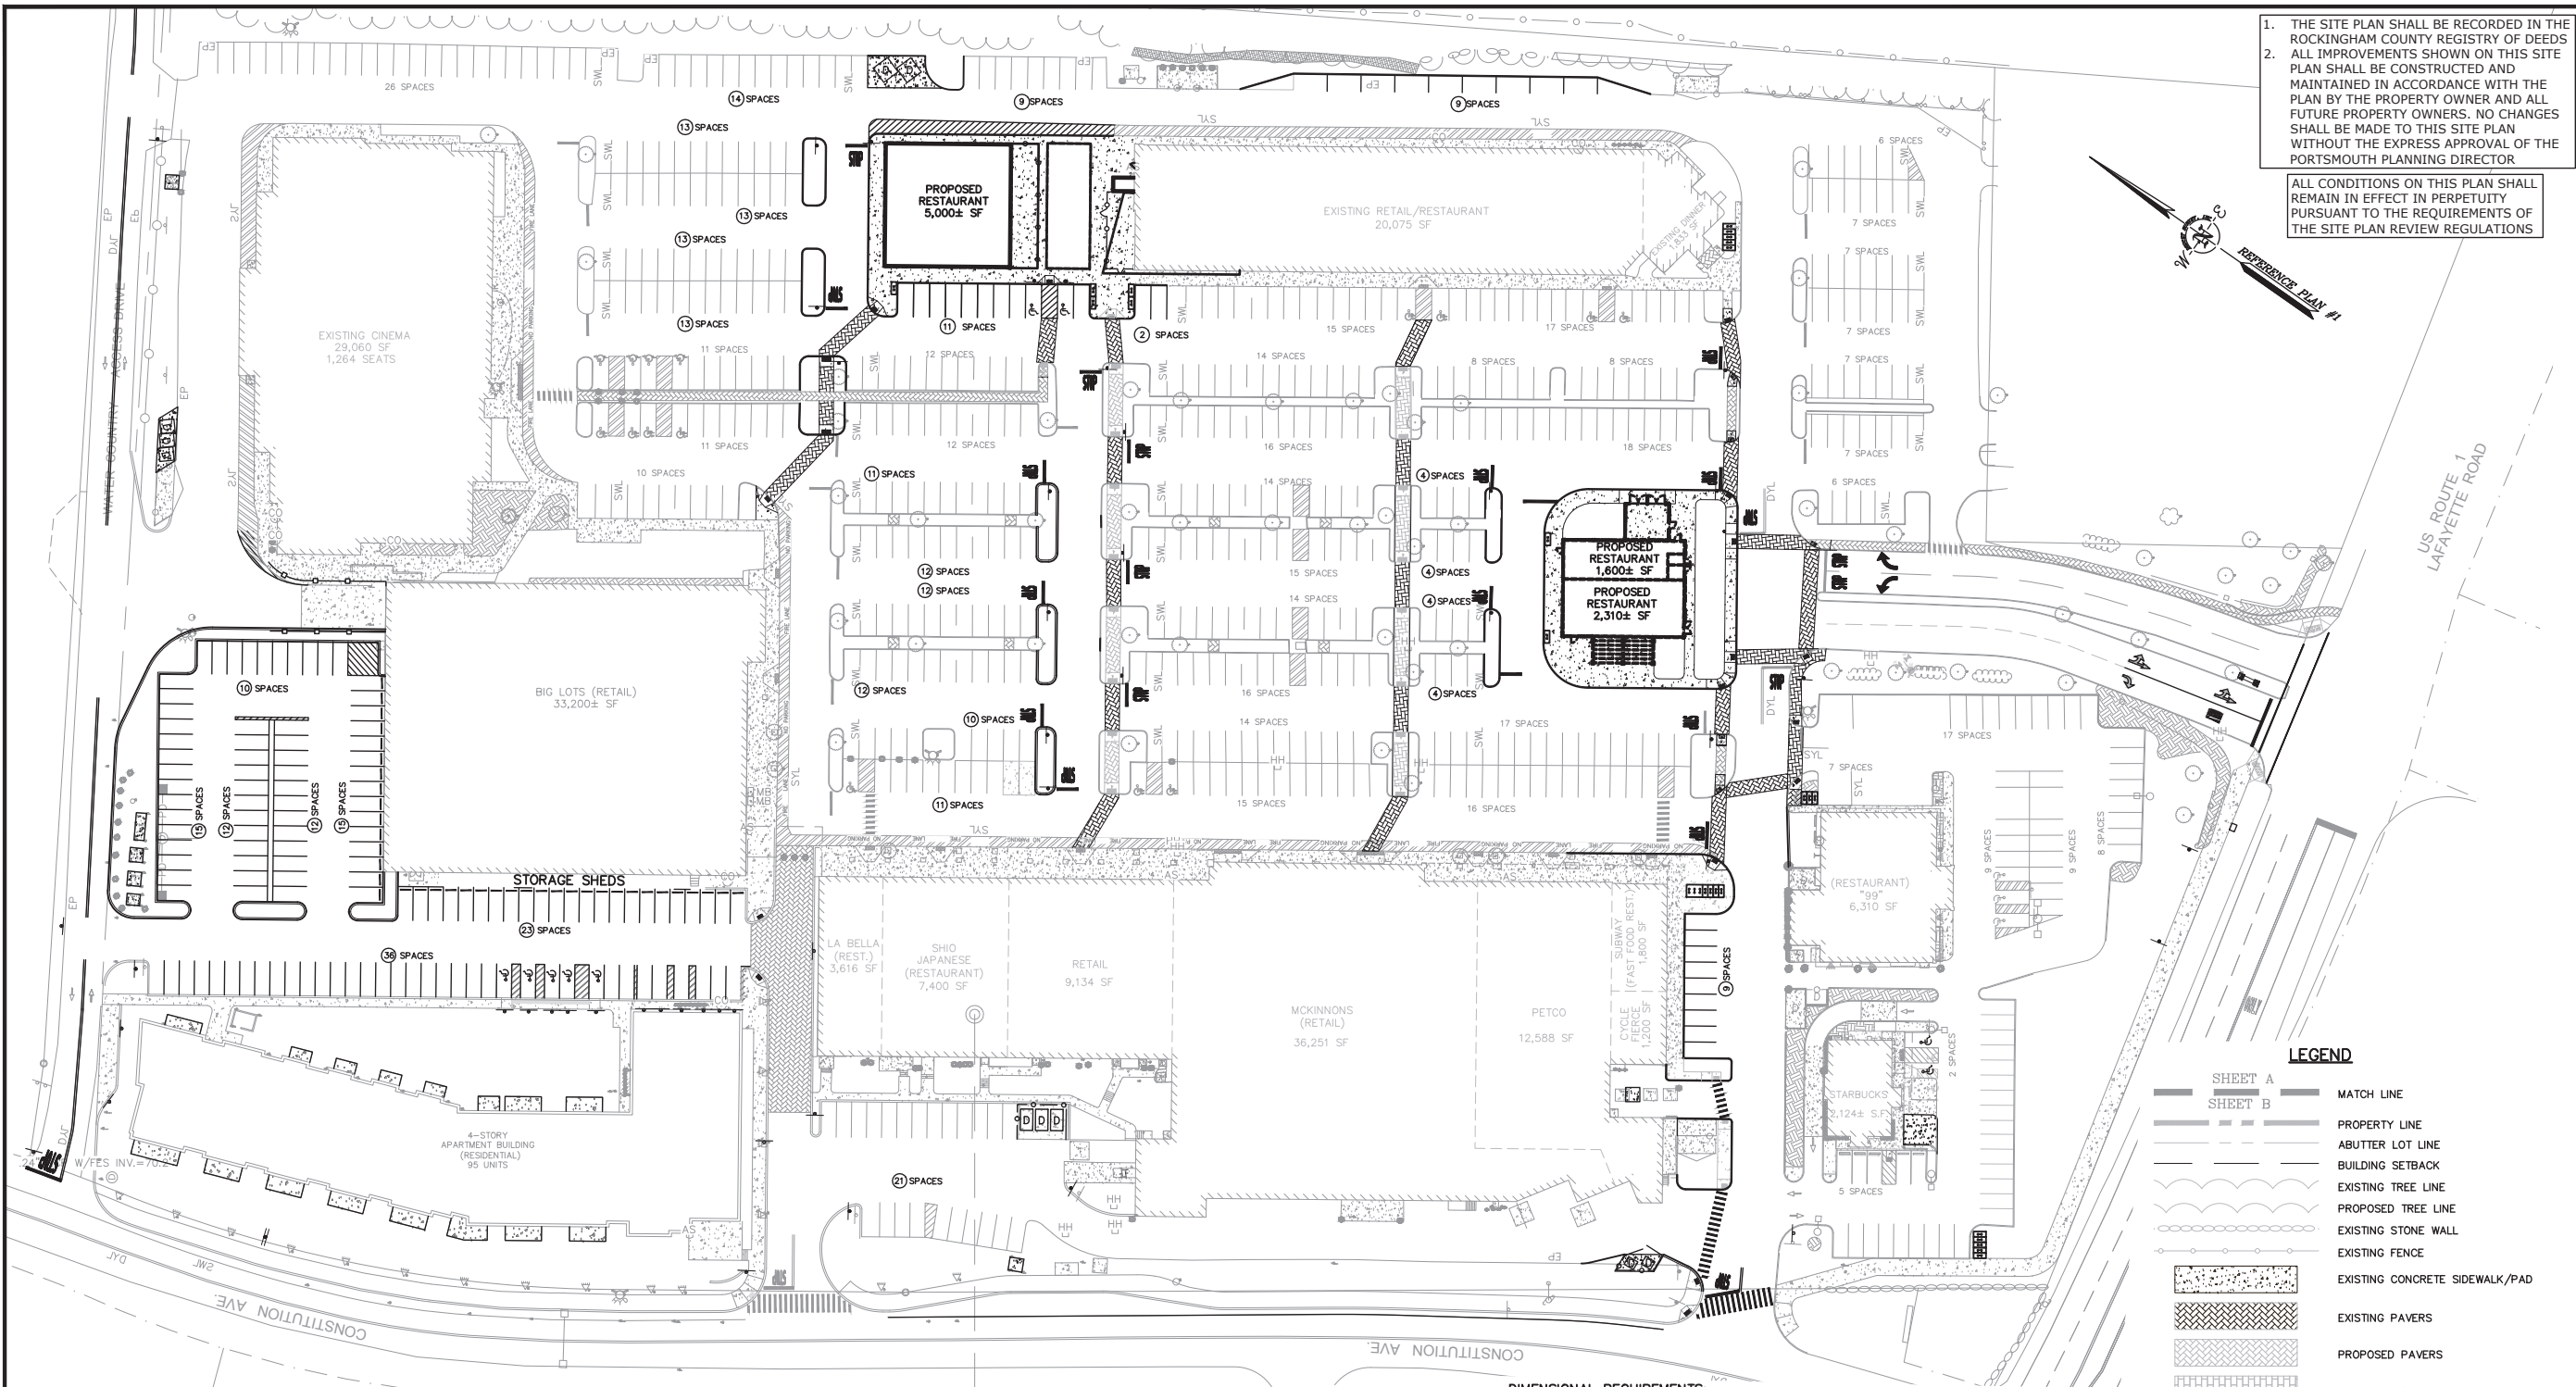 1. THE SITE PLAN SHALL BE RECORDED IN THE
ROCKINGHAM COUNTY REGISTRY OF DEEDS
2. ALL IMPROVEMENTS SHOWN ON THIS SITE
PLAN SHALL BE CONSTRUCTED AND
MAINTAINED IN ACCORDANCE WITH THE
PLAN BY THE PROPERTY OWNER AND ALL
FUTURE PROPERTY OWNERS. NO CHANGES
SHALL BE MADE TO THIS SITE PLAN
WITHOUT THE EXPRESS APPROVAL OF THE
PORTSMOUTH PLANNING DIRECTOR
ALL CONDITIONS ON THIS PLAN SHALL
REMAIN IN EFFECT IN PERPETUITY
PURSUANT TO THE REQUIREMENTS OF
THE SITE PLAN REVIEW REGULATIONS
REFERENCE PLAN #1
US ROUTE 1
LAFAYETTE ROAD
26 SPACES
14 SPACES
9 SPACES
9 SPACES
13 SPACES
13 SPACES
13 SPACES
13 SPACES
PROPOSED
RESTAURANT
5,000± SF
EXISTING RETAIL/RESTAURANT
20,075 SF
EXISTING DINNER
1,833 SF
6 SPACES
7 SPACES
7 SPACES
7 SPACES
7 SPACES
7 SPACES
6 SPACES
EXISTING CINEMA
29,060 SF
1,264 SEATS
WATER COUNTRY ACCESS DRIVE
11 SPACES
2 SPACES
15 SPACES
17 SPACES
11 SPACES
12 SPACES
14 SPACES
8 SPACES
8 SPACES
11 SPACES
12 SPACES
16 SPACES
18 SPACES
10 SPACES
11 SPACES
14 SPACES
4 SPACES
12 SPACES
15 SPACES
4 SPACES
12 SPACES
14 SPACES
4 SPACES
12 SPACES
16 SPACES
4 SPACES
10 SPACES
14 SPACES
17 SPACES
11 SPACES
15 SPACES
16 SPACES
PROPOSED
RESTAURANT
1,600± SF
PROPOSED
RESTAURANT
2,310± SF
BIG LOTS (RETAIL)
33,200± SF
10 SPACES
15 SPACES
12 SPACES
12 SPACES
15 SPACES
STORAGE SHEDS
23 SPACES
36 SPACES
17 SPACES
7 SPACES
9 SPACES
9 SPACES
8 SPACES
(RESTAURANT)
"99"
6,310 SF
LA BELLA
(REST.)
3,616 SF
SHIO
JAPANESE
(RESTAURANT)
7,400 SF
RETAIL
9,134 SF
MCKINNONS
(RETAIL)
36,251 SF
PETCO
12,588 SF
SUBWAY
(FAST FOOD REST.)
1,800 SF
CYCLE
FIERCE
1,200 SF
9 SPACES
STARBUCKS
2,124± S.F.
2 SPACES
5 SPACES
4-STORY
APARTMENT BUILDING
(RESIDENTIAL)
95 UNITS
21 SPACES
CONSTITUTION AVE.
CONSTITUTION AVE.
LEGEND
SHEET A
SHEET B
MATCH LINE
PROPERTY LINE
ABUTTER LOT LINE
BUILDING SETBACK
EXISTING TREE LINE
PROPOSED TREE LINE
EXISTING STONE WALL
EXISTING FENCE
EXISTING CONCRETE SIDEWALK/PAD
EXISTING PAVERS
PROPOSED PAVERS
DIMENSIONAL REQUIREMENTS